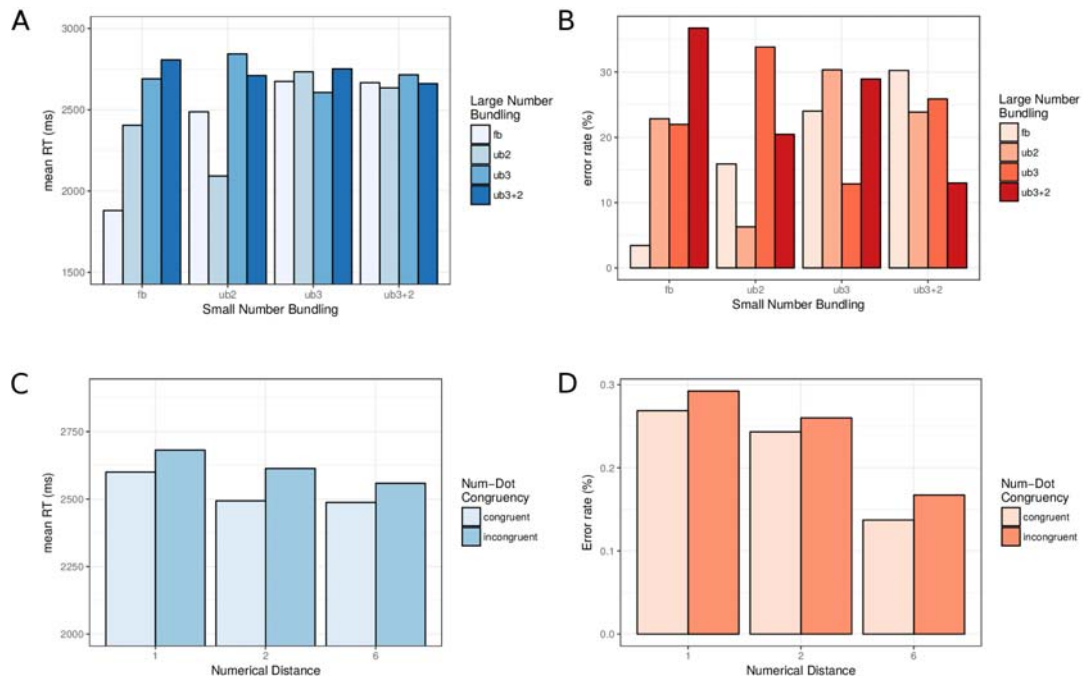 A
mean RT (ms)
3000
2500
2000
1500
fb
ub2
ub3
ub3+2
Small Number Bundling
Large Number
Bundling
fb
ub2
ub3
ub3+2
B
error rate (%)
30
20
10
0
fb
ub2
ub3
ub3+2
Small Number Bundling
Large Number
Bundling
fb
ub2
ub3
ub3+2
C
mean RT (ms)
2750
2500
2250
2000
1
2
6
Numerical Distance
Num-Dot
Congruency
congruent
incongruent
D
Error rate (%)
0.3
0.2
0.1
0.0
1
2
6
Numerical Distance
Num-Dot
Congruency
congruent
incongruent